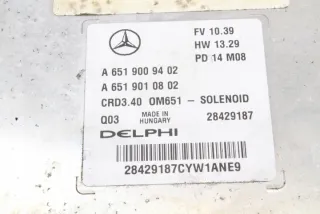 FV 10.39
HW 13.29
PD 14 M08
A 651 900 94 02
A 651 901 08 02
CRD3.40 OM651 - SOLENOID
Q03 MADE IN HUNGARY 28429187
DELPHI
28429187CYW1ANE9